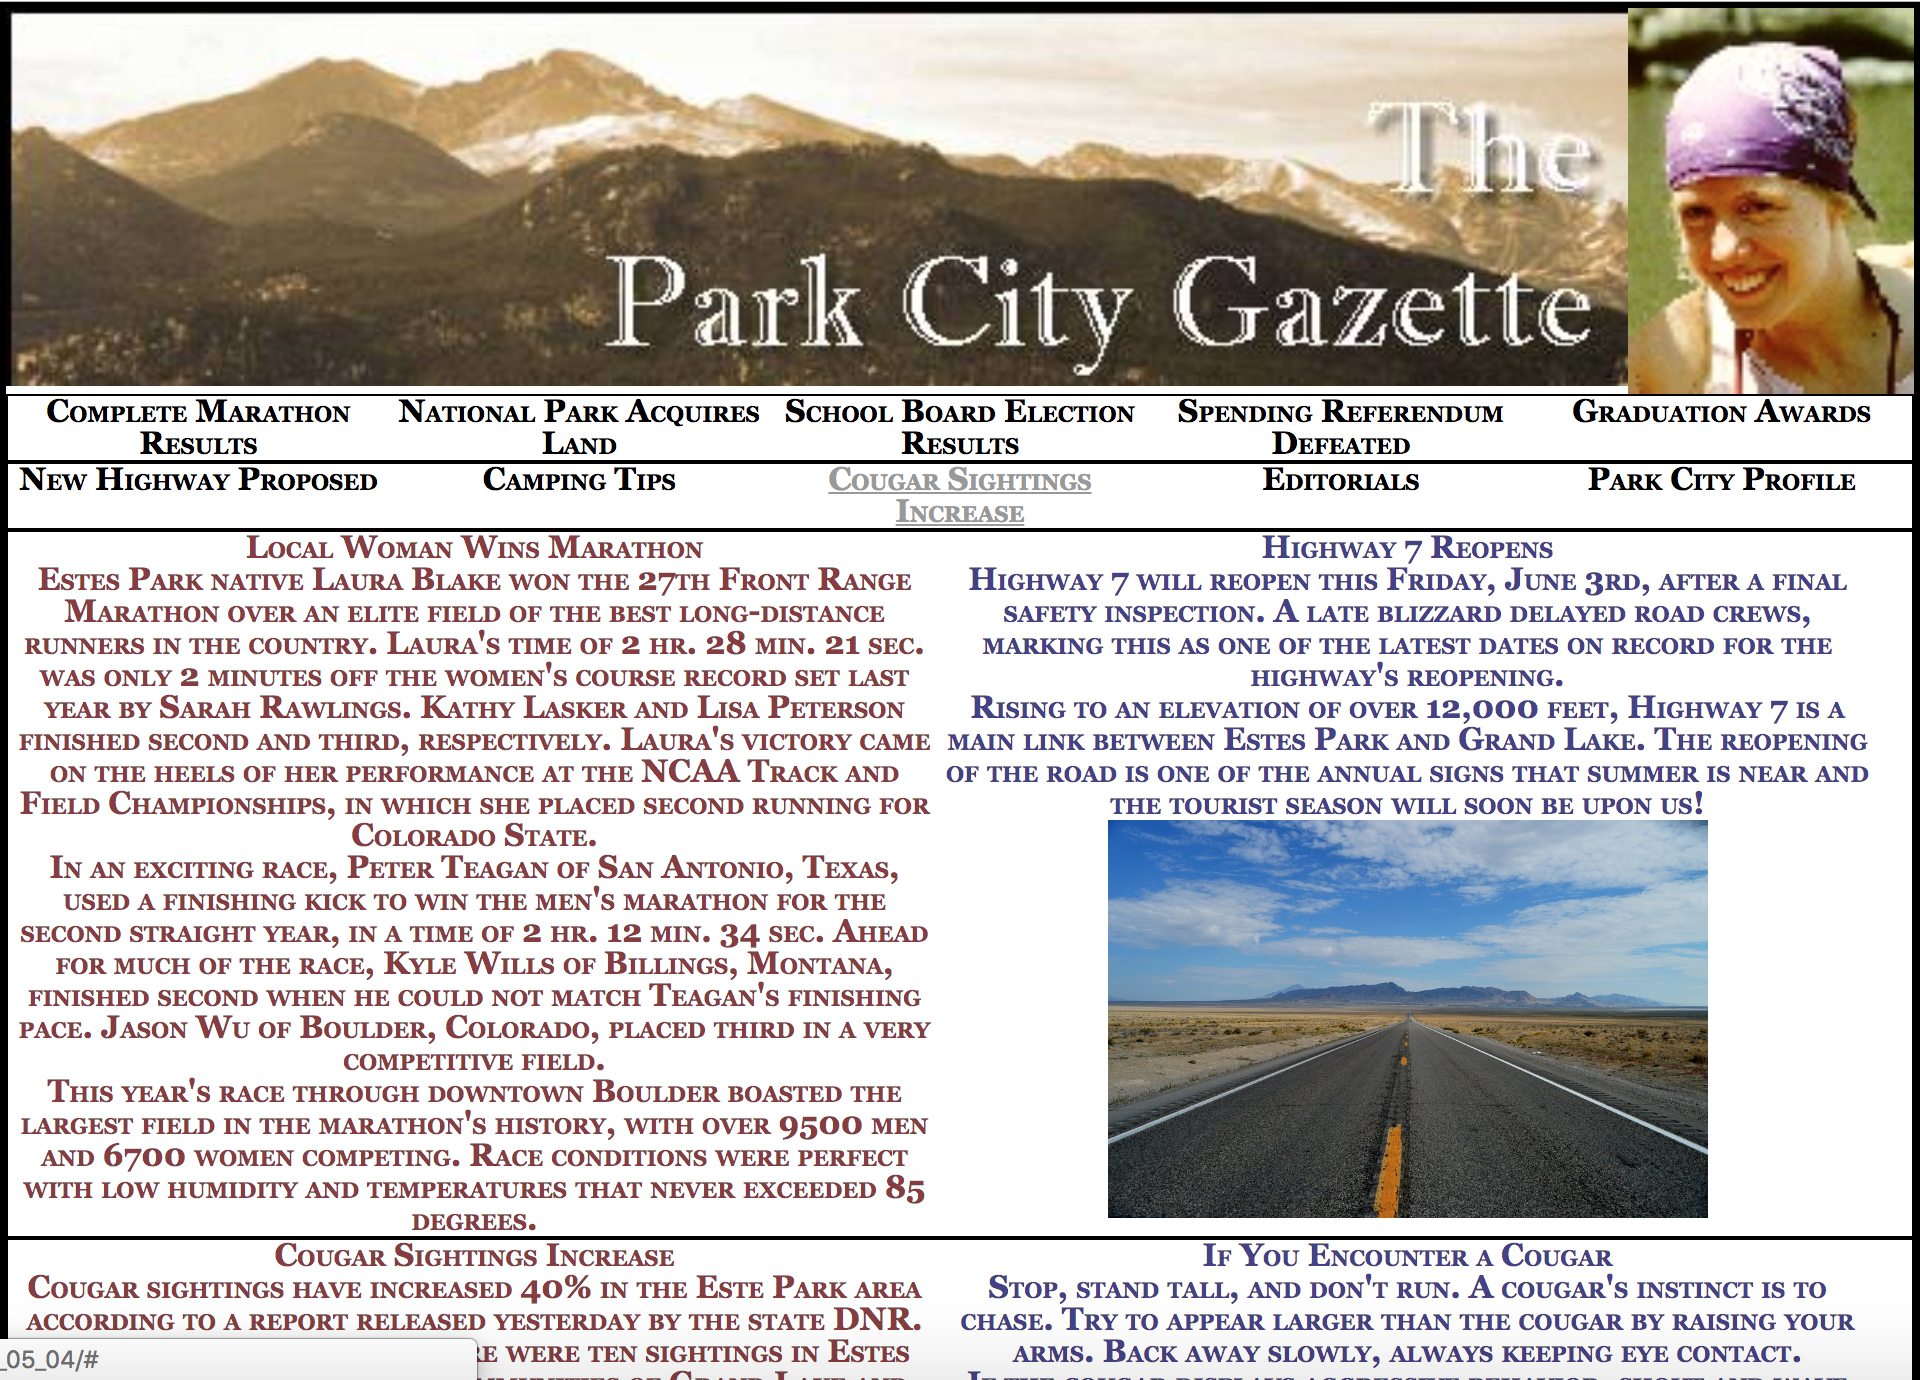 The
Park City Gazette
Complete Marathon
Results
National Park Acquires
Land
School Board Election
Results
Spending Referendum
Defeated
Graduation Awards
New Highway Proposed
Camping Tips
Cougar Sightings
Increase
Editorials
Park City Profile
Local Woman Wins Marathon
Estes Park native Laura Blake won the 27th Front Range
Marathon over an elite field of the best long-distance
runners in the country. Laura's time of 2 hr. 28 min. 21 sec.
was only 2 minutes off the women's course record set last
year by Sarah Rawlings. Kathy Lasker and Lisa Peterson
finished second and third, respectively. Laura's victory came
on the heels of her performance at the NCAA Track and
Field Championships, in which she placed second running for
Colorado State.
In an exciting race, Peter Teagan of San Antonio, Texas,
used a finishing kick to win the men's marathon for the
second straight year, in a time of 2 hr. 12 min. 34 sec. Ahead
for much of the race, Kyle Wills of Billings, Montana,
finished second when he could not match Teagan's finishing
pace. Jason Wu of Boulder, Colorado, placed third in a very
competitive field.
This year's race through downtown Boulder boasted the
largest field in the marathon's history, with over 9500 men
and 6700 women competing. Race conditions were perfect
with low humidity and temperatures that never exceeded 85
degrees.
Highway 7 Reopens
Highway 7 will reopen this Friday, June 3rd, after a final
safety inspection. A late blizzard delayed road crews,
marking this as one of the latest dates on record for the
highway's reopening.
Rising to an elevation of over 12,000 feet, Highway 7 is a
main link between Estes Park and Grand Lake. The reopening
of the road is one of the annual signs that summer is near and
the tourist season will soon be upon us!
Cougar Sightings Increase
Cougar sightings have increased 40% in the Este Park area
according to a report released yesterday by the state DNR.
re were ten sightings in Estes
If You Encounter a Cougar
Stop, stand tall, and don't run. A cougar's instinct is to
chase. Try to appear larger than the cougar by raising your
arms. Back away slowly, always keeping eye contact.
_05_04/#